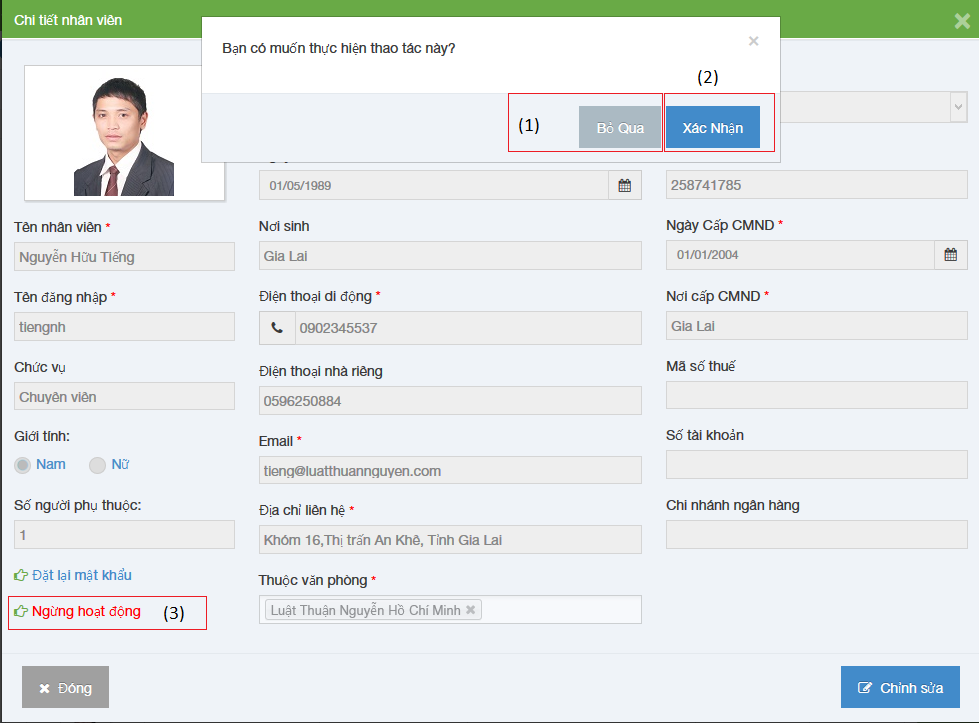 Chi tiết nhân viên
Bạn có muốn thực hiện thao tác này?
(2)
(1)
Bỏ Qua
Xác Nhận
01/05/1989
258741785
Tên nhân viên *
Nguyễn Hữu Tiếng
Nơi sinh
Gia Lai
Ngày Cấp CMND *
01/01/2004
Tên đăng nhập *
tiengnh
Điện thoại di động *
0902345537
Nơi cấp CMND *
Gia Lai
Chức vụ
Chuyên viên
Điện thoại nhà riêng
0596250884
Mã số thuế
Giới tính:
Nam
Nữ
Email *
tieng@luatthuannguyen.com
Số tài khoản
Số người phụ thuộc:
1
Địa chỉ liên hệ *
Khóm 16,Thị trấn An Khê, Tỉnh Gia Lai
Chi nhánh ngân hàng
Đặt lại mật khẩu
Ngừng hoạt động
(3)
Thuộc văn phòng *
Luật Thuận Nguyễn Hồ Chí Minh
Đóng
Chỉnh sửa